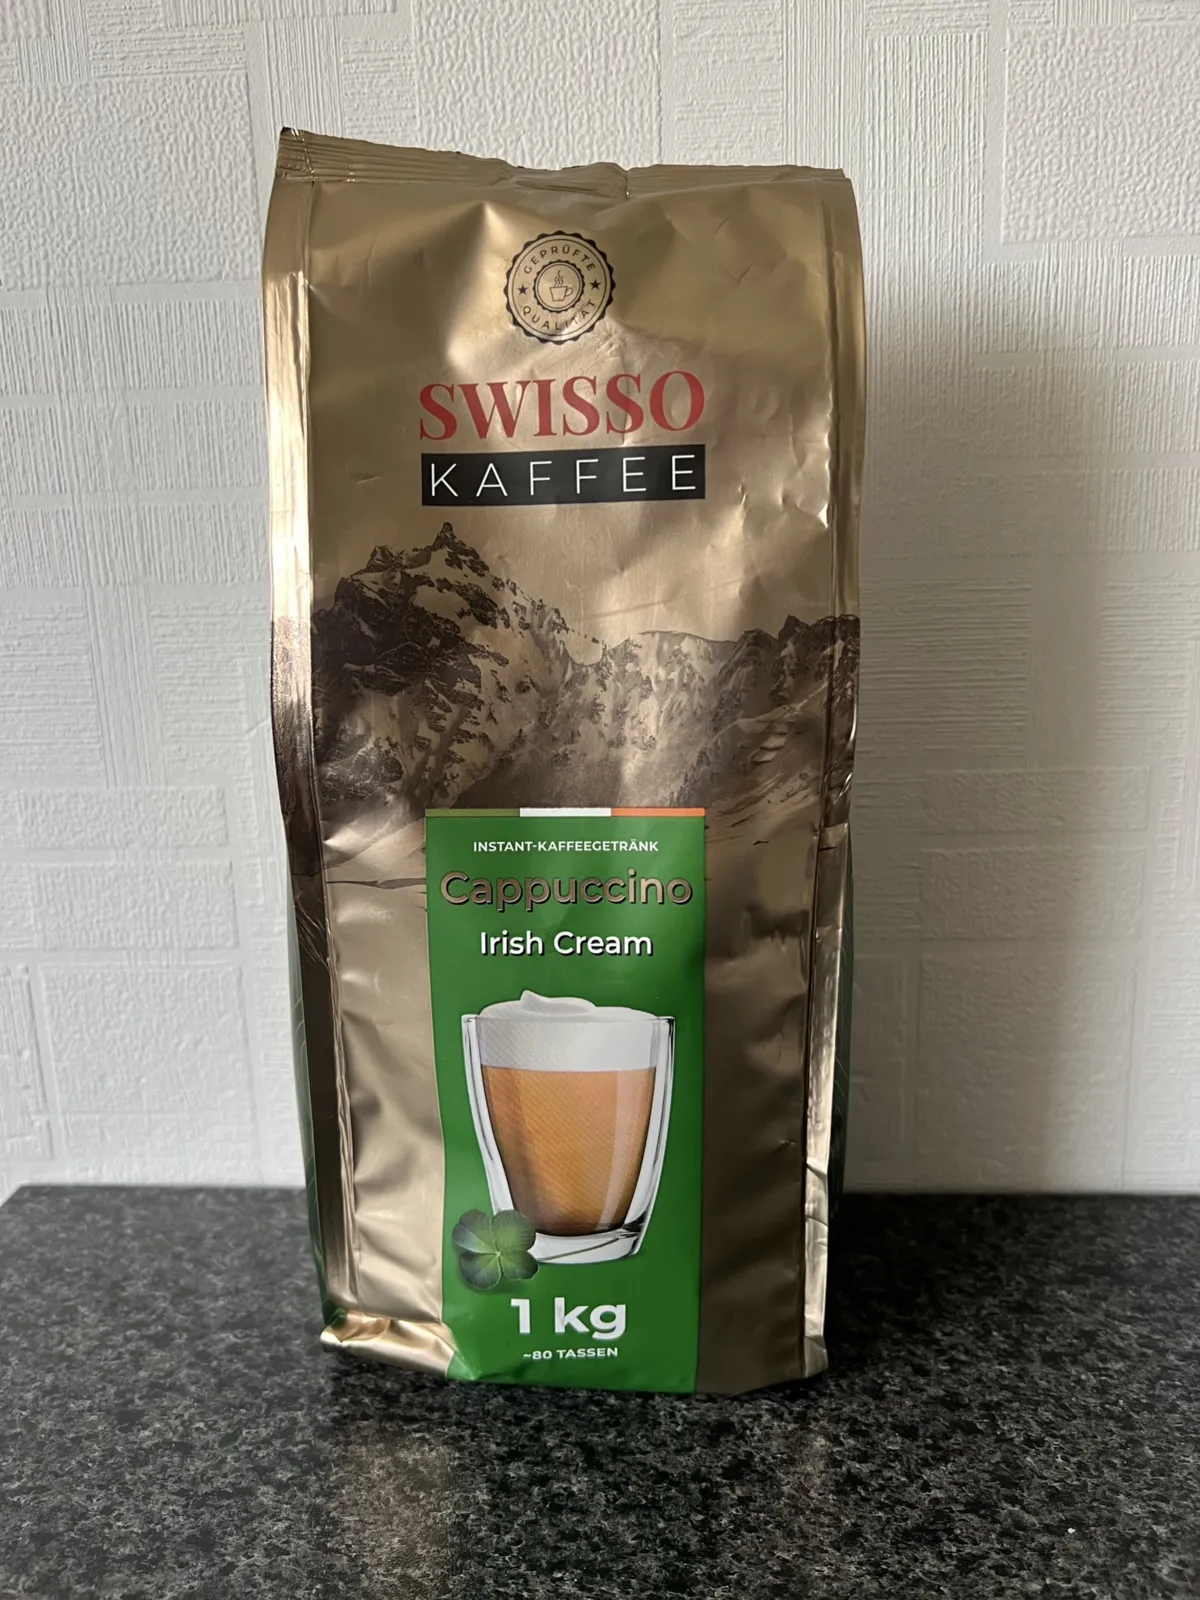 GEPRÜFTE
QUALITÄT
SWISSO
KAFFEE
INSTANT-KAFFEEGETRÄNK
Cappuccino
Irish Cream
1 kg
~80 TASSEN